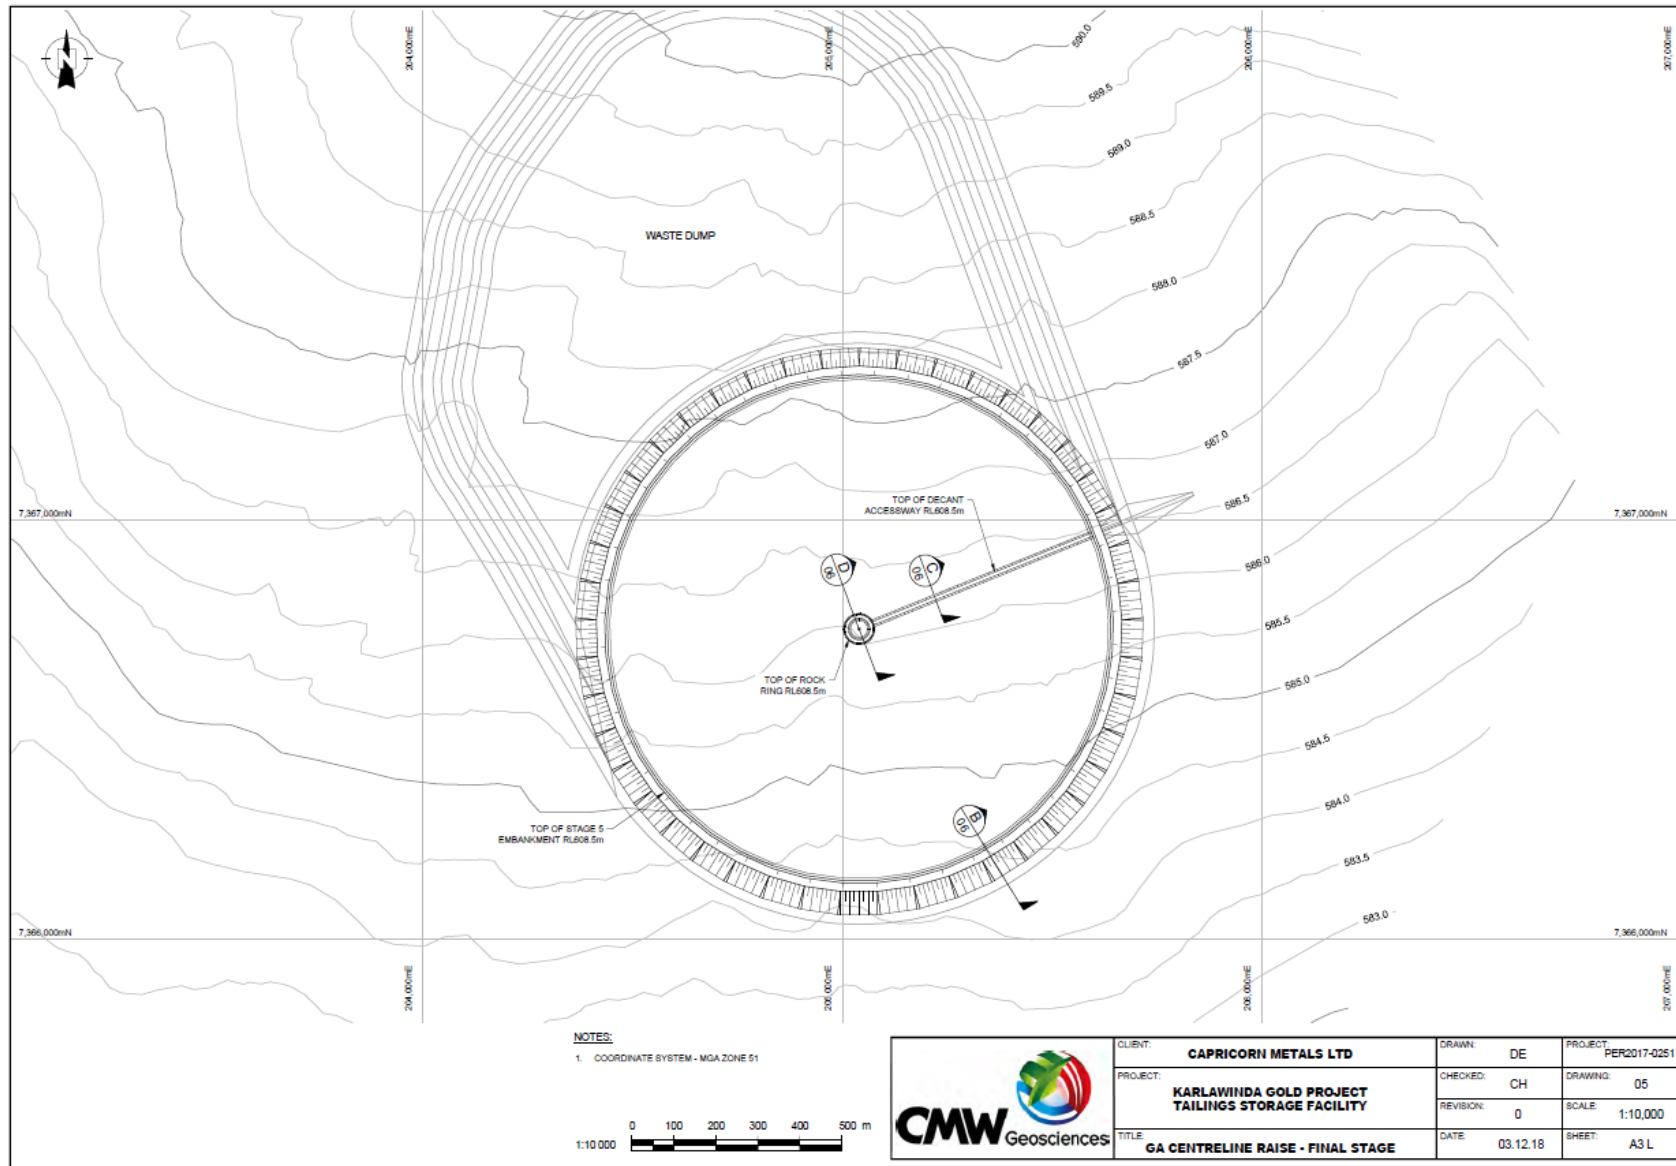 N
204,000mE
205,000mE
206,000mE
207,000mE
590.0
589.5
589.0
588.5
588.0
587.5
587.0
586.5
586.0
585.5
585.0
584.5
584.0
583.5
583.0
WASTE DUMP
7,367,000mN
7,367,000mN
TOP OF DECANT
ACCESSWAY RL608.5m
D
06
C
06
TOP OF ROCK
RING RL608.5m
TOP OF STAGE 5
EMBANKMENT RL608.5m
B
06
7,366,000mN
7,366,000mN
204,000mE
205,000mE
206,000mE
207,000mE
NOTES:
1. COORDINATE SYSTEM - MGA ZONE 51
0 100 200 300 400 500 m
1:10 000
CMW Geosciences
CLIENT:
CAPRICORN METALS LTD
PROJECT:
KARLAWINDA GOLD PROJECT
TAILINGS STORAGE FACILITY
TITLE:
GA CENTRELINE RAISE - FINAL STAGE
DRAWN: DE
PROJECT: PER2017-0251
CHECKED: CH
DRAWING: 05
REVISION: 0
SCALE: 1:10,000
DATE: 03.12.18
SHEET: A3 L